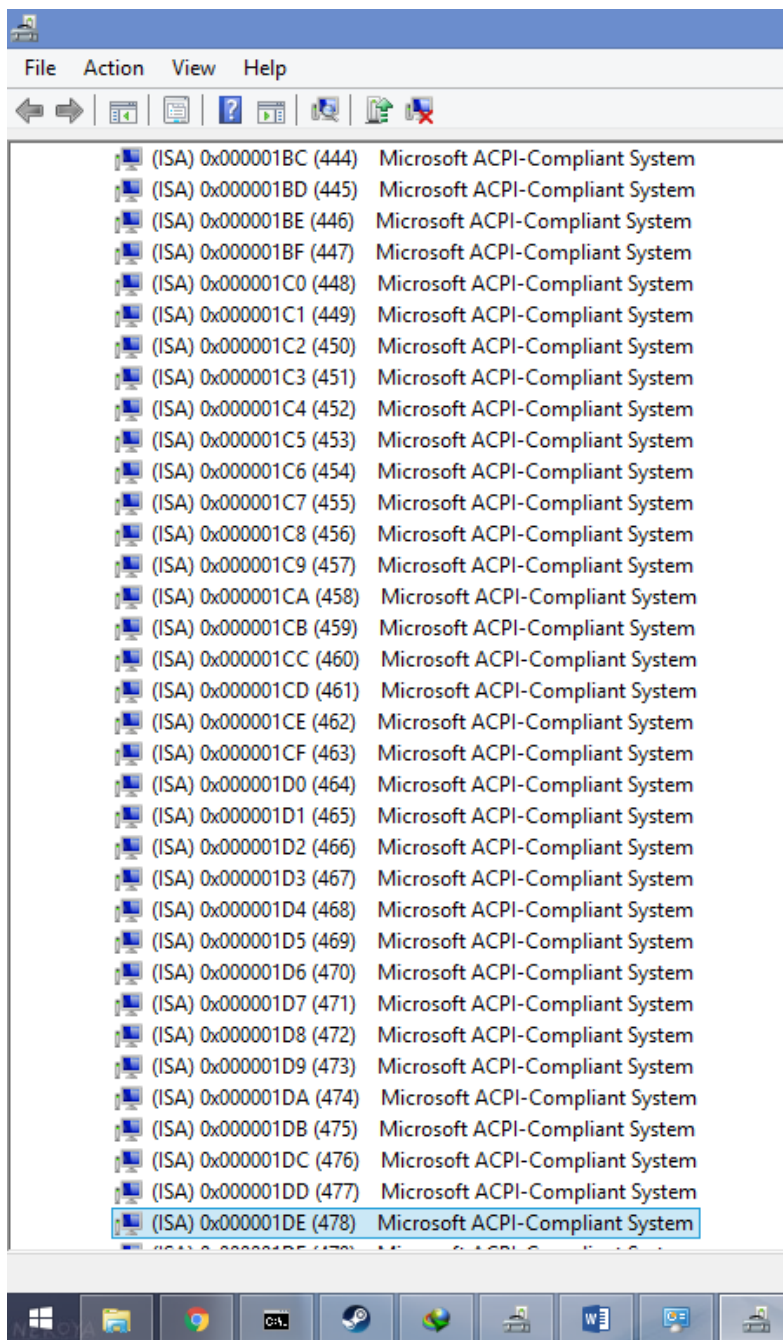 File Action View Help
(ISA) 0x000001BC (444) Microsoft ACPI-Compliant System
(ISA) 0x000001BD (445) Microsoft ACPI-Compliant System
(ISA) 0x000001BE (446) Microsoft ACPI-Compliant System
(ISA) 0x000001BF (447) Microsoft ACPI-Compliant System
(ISA) 0x000001C0 (448) Microsoft ACPI-Compliant System
(ISA) 0x000001C1 (449) Microsoft ACPI-Compliant System
(ISA) 0x000001C2 (450) Microsoft ACPI-Compliant System
(ISA) 0x000001C3 (451) Microsoft ACPI-Compliant System
(ISA) 0x000001C4 (452) Microsoft ACPI-Compliant System
(ISA) 0x000001C5 (453) Microsoft ACPI-Compliant System
(ISA) 0x000001C6 (454) Microsoft ACPI-Compliant System
(ISA) 0x000001C7 (455) Microsoft ACPI-Compliant System
(ISA) 0x000001C8 (456) Microsoft ACPI-Compliant System
(ISA) 0x000001C9 (457) Microsoft ACPI-Compliant System
(ISA) 0x000001CA (458) Microsoft ACPI-Compliant System
(ISA) 0x000001CB (459) Microsoft ACPI-Compliant System
(ISA) 0x000001CC (460) Microsoft ACPI-Compliant System
(ISA) 0x000001CD (461) Microsoft ACPI-Compliant System
(ISA) 0x000001CE (462) Microsoft ACPI-Compliant System
(ISA) 0x000001CF (463) Microsoft ACPI-Compliant System
(ISA) 0x000001D0 (464) Microsoft ACPI-Compliant System
(ISA) 0x000001D1 (465) Microsoft ACPI-Compliant System
(ISA) 0x000001D2 (466) Microsoft ACPI-Compliant System
(ISA) 0x000001D3 (467) Microsoft ACPI-Compliant System
(ISA) 0x000001D4 (468) Microsoft ACPI-Compliant System
(ISA) 0x000001D5 (469) Microsoft ACPI-Compliant System
(ISA) 0x000001D6 (470) Microsoft ACPI-Compliant System
(ISA) 0x000001D7 (471) Microsoft ACPI-Compliant System
(ISA) 0x000001D8 (472) Microsoft ACPI-Compliant System
(ISA) 0x000001D9 (473) Microsoft ACPI-Compliant System
(ISA) 0x000001DA (474) Microsoft ACPI-Compliant System
(ISA) 0x000001DB (475) Microsoft ACPI-Compliant System
(ISA) 0x000001DC (476) Microsoft ACPI-Compliant System
(ISA) 0x000001DD (477) Microsoft ACPI-Compliant System
(ISA) 0x000001DE (478) Microsoft ACPI-Compliant System